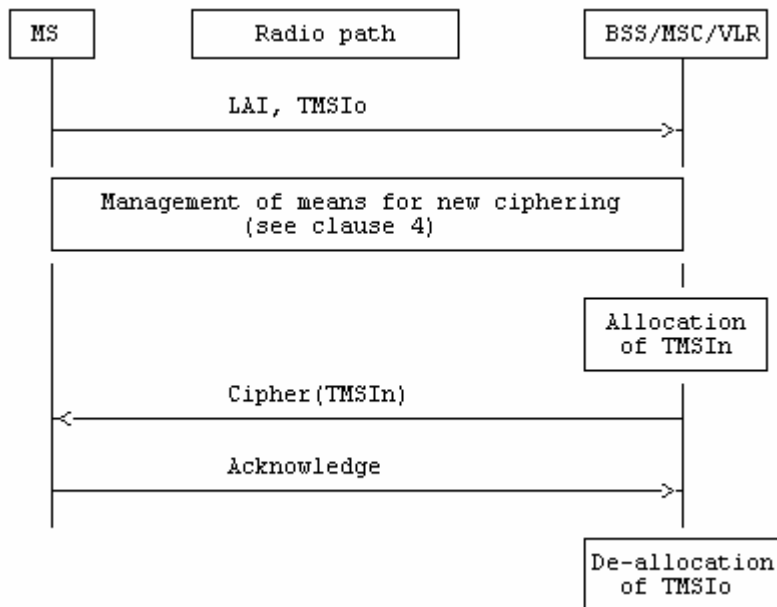 MS
Radio path
BSS/MSC/VLR
LAI, TMSIo
Management of means for new ciphering
(see clause 4)
Allocation
of TMSIn
Cipher(TMSIn)
Acknowledge
De-allocation
of TMSIo